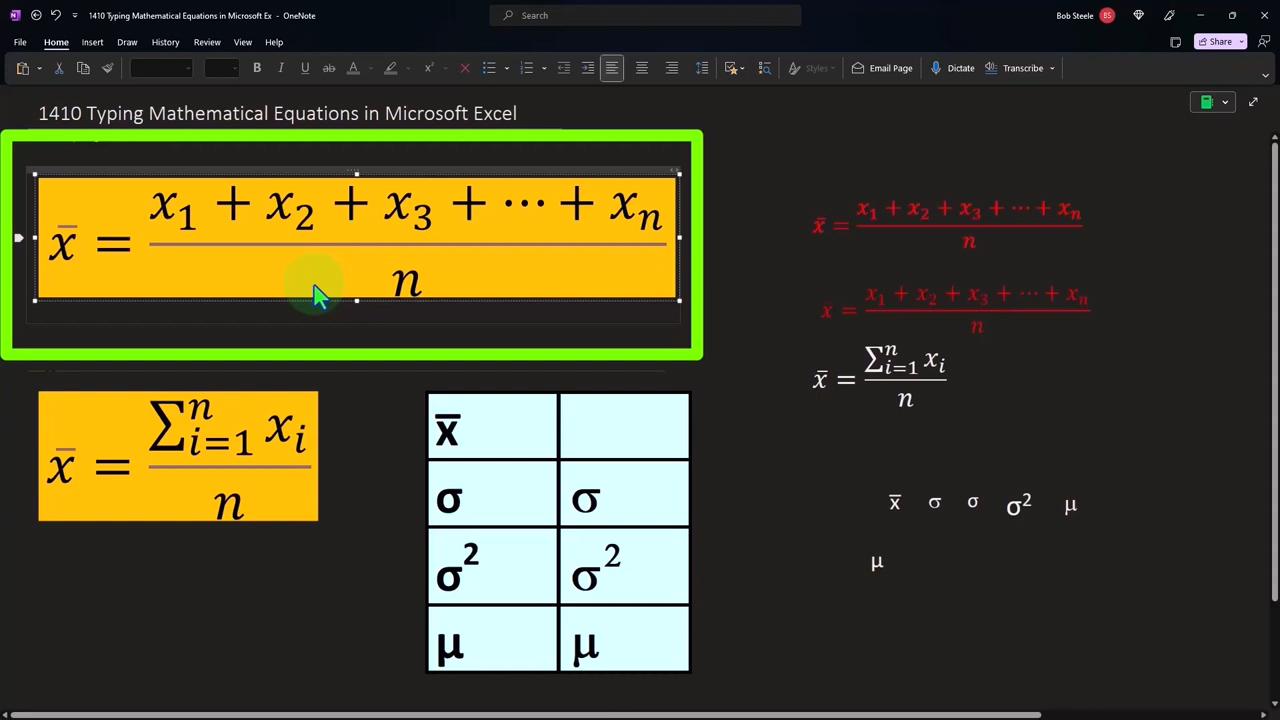 1410 Typing Mathematical Equations in Microsoft Ex - OneNote
Search
Bob Steele
BS
File Home Insert Draw History Review View Help
Share
Styles
Email Page
Dictate
Transcribe
1410 Typing Mathematical Equations in Microsoft Excel
x̄ = (x₁ + x₂ + x₃ + ⋯ + xₙ) / n
x̄ = (∑ⁿᵢ₌₁ xᵢ) / n
x̄
σ σ
σ² σ²
μ μ
x̄ = (x₁ + x₂ + x₃ + ⋯ + xₙ) / n
x̄ = (x₁ + x₂ + x₃ + ⋯ + xₙ) / n
x̄ = (∑ⁿᵢ₌₁ xᵢ) / n
x̄ σ σ σ² μ
μ